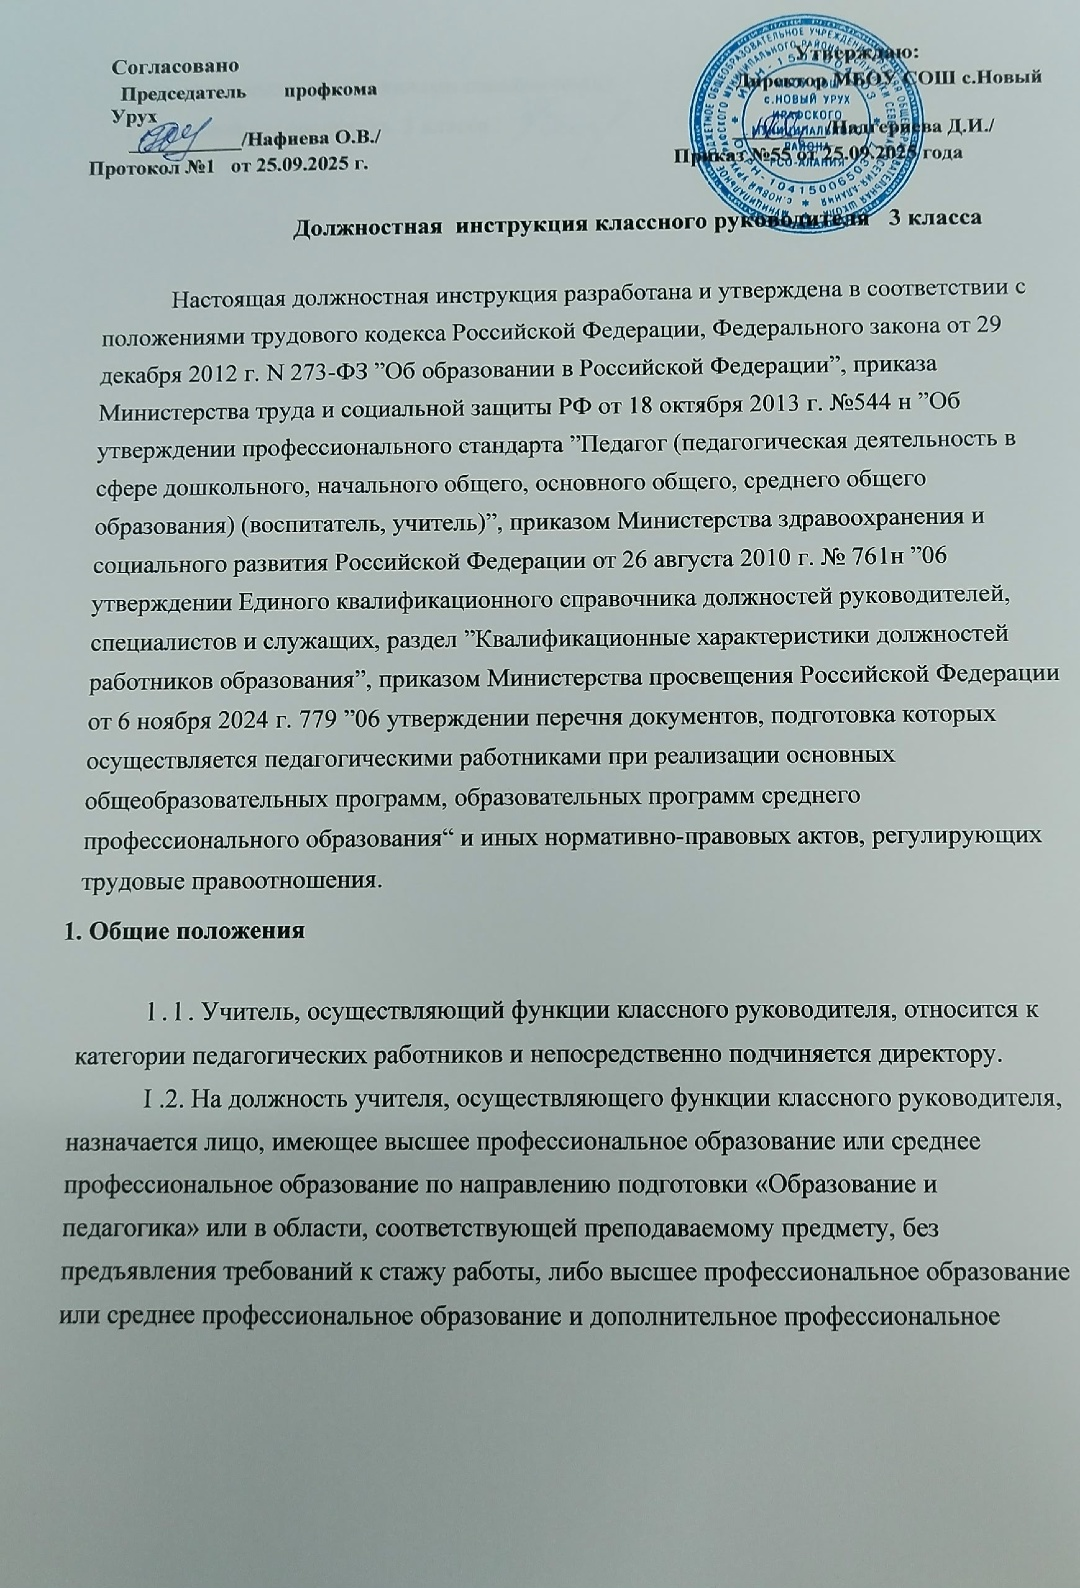 Согласовано
Председатель профкома
Урух
/Нафиева О.В./
Протокол №1 от 25.09.2025 г.
Утверждаю:
Директор МБОУ СОШ с.Новый
/Надгериева Д.И./
Приказ №55 от 25.09.2025 года
с.НОВЫЙ УРУХ
ИРАФСКОГО
МУНИЦИПАЛЬНОГО
РАЙОНА
РСО-АЛАНИЯ
Должностная инструкция классного руководителя 3 класса
Настоящая должностная инструкция разработана и утверждена в соответствии с
положениями трудового кодекса Российской Федерации, Федерального закона от 29
декабря 2012 г. N 273-ФЗ ”Об образовании в Российской Федерации”, приказа
Министерства труда и социальной защиты РФ от 18 октября 2013 г. №544 н ”Об
утверждении профессионального стандарта ”Педагог (педагогическая деятельность в
сфере дошкольного, начального общего, основного общего, среднего общего
образования) (воспитатель, учитель)”, приказом Министерства здравоохранения и
социального развития Российской Федерации от 26 августа 2010 г. № 761н ”06
утверждении Единого квалификационного справочника должностей руководителей,
специалистов и служащих, раздел ”Квалификационные характеристики должностей
работников образования”, приказом Министерства просвещения Российской Федерации
от 6 ноября 2024 г. 779 ”06 утверждении перечня документов, подготовка которых
осуществляется педагогическими работниками при реализации основных
общеобразовательных программ, образовательных программ среднего
профессионального образования“ и иных нормативно-правовых актов, регулирующих
трудовые правоотношения.
1. Общие положения
1 . 1 . Учитель, осуществляющий функции классного руководителя, относится к
категории педагогических работников и непосредственно подчиняется директору.
I .2. На должность учителя, осуществляющего функции классного руководителя,
назначается лицо, имеющее высшее профессиональное образование или среднее
профессиональное образование по направлению подготовки «Образование и
педагогика» или в области, соответствующей преподаваемому предмету, без
предъявления требований к стажу работы, либо высшее профессиональное образование
или среднее профессиональное образование и дополнительное профессиональное